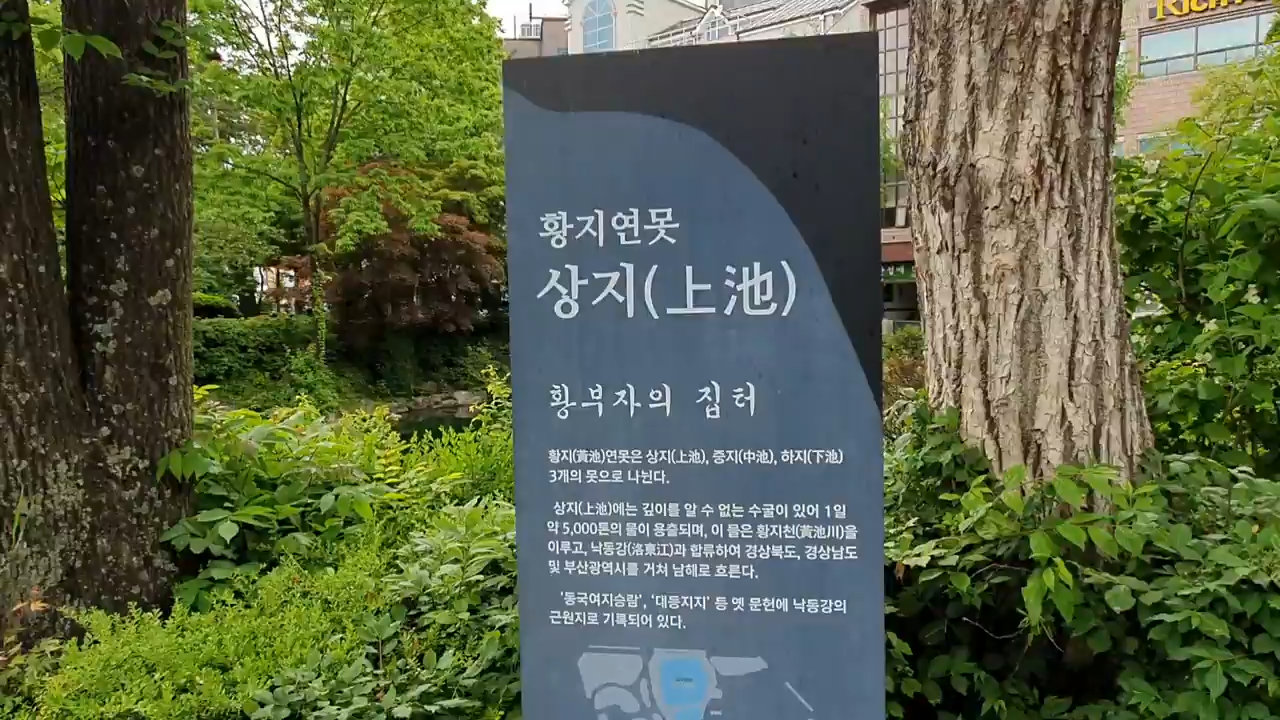 황지연못
상지(上池)
황부자의 집터
황지(黃池)연못은 상지(上池), 중지(中池), 하지(下池)
3개의 못으로 나뉜다.
상지(上池)에는 깊이를 알 수 없는 수굴이 있어 1일
약 5,000톤의 물이 용출되며, 이 물은 황지천(黃池川)을
이루고, 낙동강(洛東江)과 합류하여 경상북도, 경상남도
및 부산광역시를 거쳐 남해로 흐른다.
'동국여지승람', '대동지지' 등 옛 문헌에 낙동강의
근원지로 기록되어 있다.